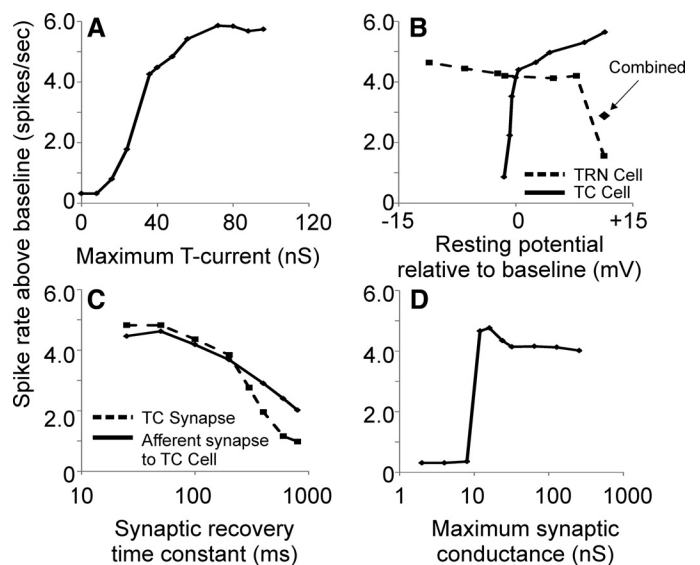 Spike rate above baseline (spikes/sec)
A
6.0
4.0
2.0
0
0
40
80
120
Maximum T-current (nS)
B
6.0
4.0
2.0
0
Combined
TRN Cell
TC Cell
-15
0
+15
Resting potential
relative to baseline (mV)
C
6.0
4.0
2.0
0
TC Synapse
Afferent synapse
to TC Cell
10
100
1000
Synaptic recovery
time constant (ms)
D
6.0
4.0
2.0
0
1
10
100
1000
Maximum synaptic
conductance (nS)